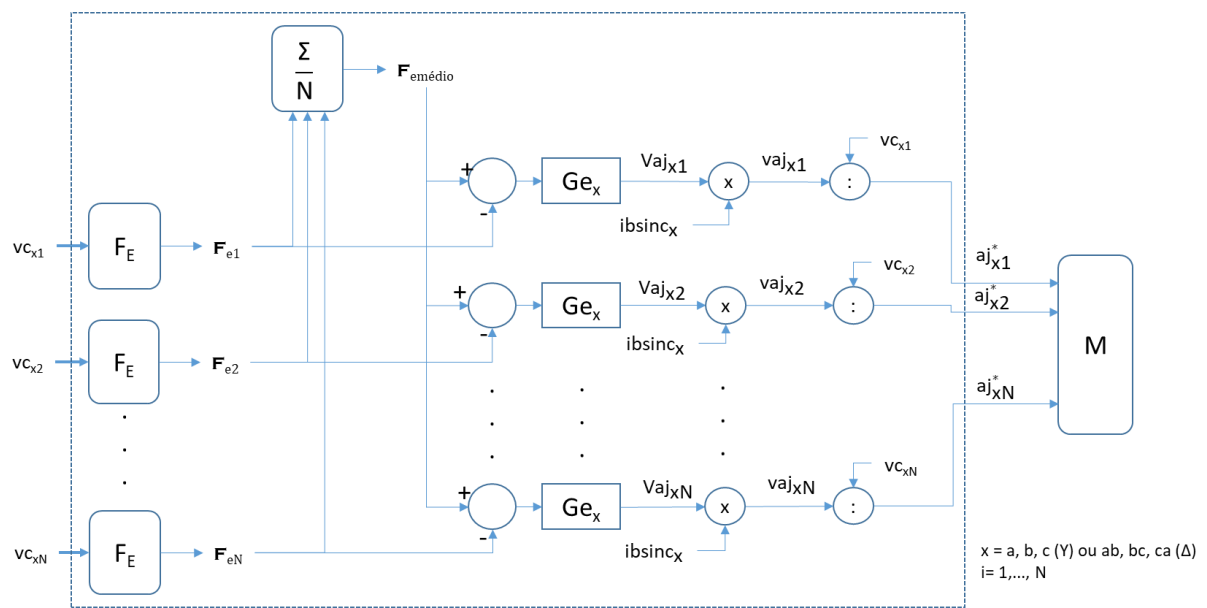 Σ
N
Femédio
vcx1
+
-
Gex
Vajx1
x
vajx1
:
ibsincx
vcx1
FE
Fe1
aj*x1
vcx2
+
-
Gex
Vajx2
x
vajx2
:
ibsincx
aj*x2
M
vcx2
FE
Fe2
aj*xN
. . . .
. . . .
. . . .
vcxN
+
-
Gex
VajxN
x
vajxN
:
ibsincx
vcxN
FE
FeN
x = a, b, c (Y) ou ab, bc, ca (Δ)
i= 1,..., N